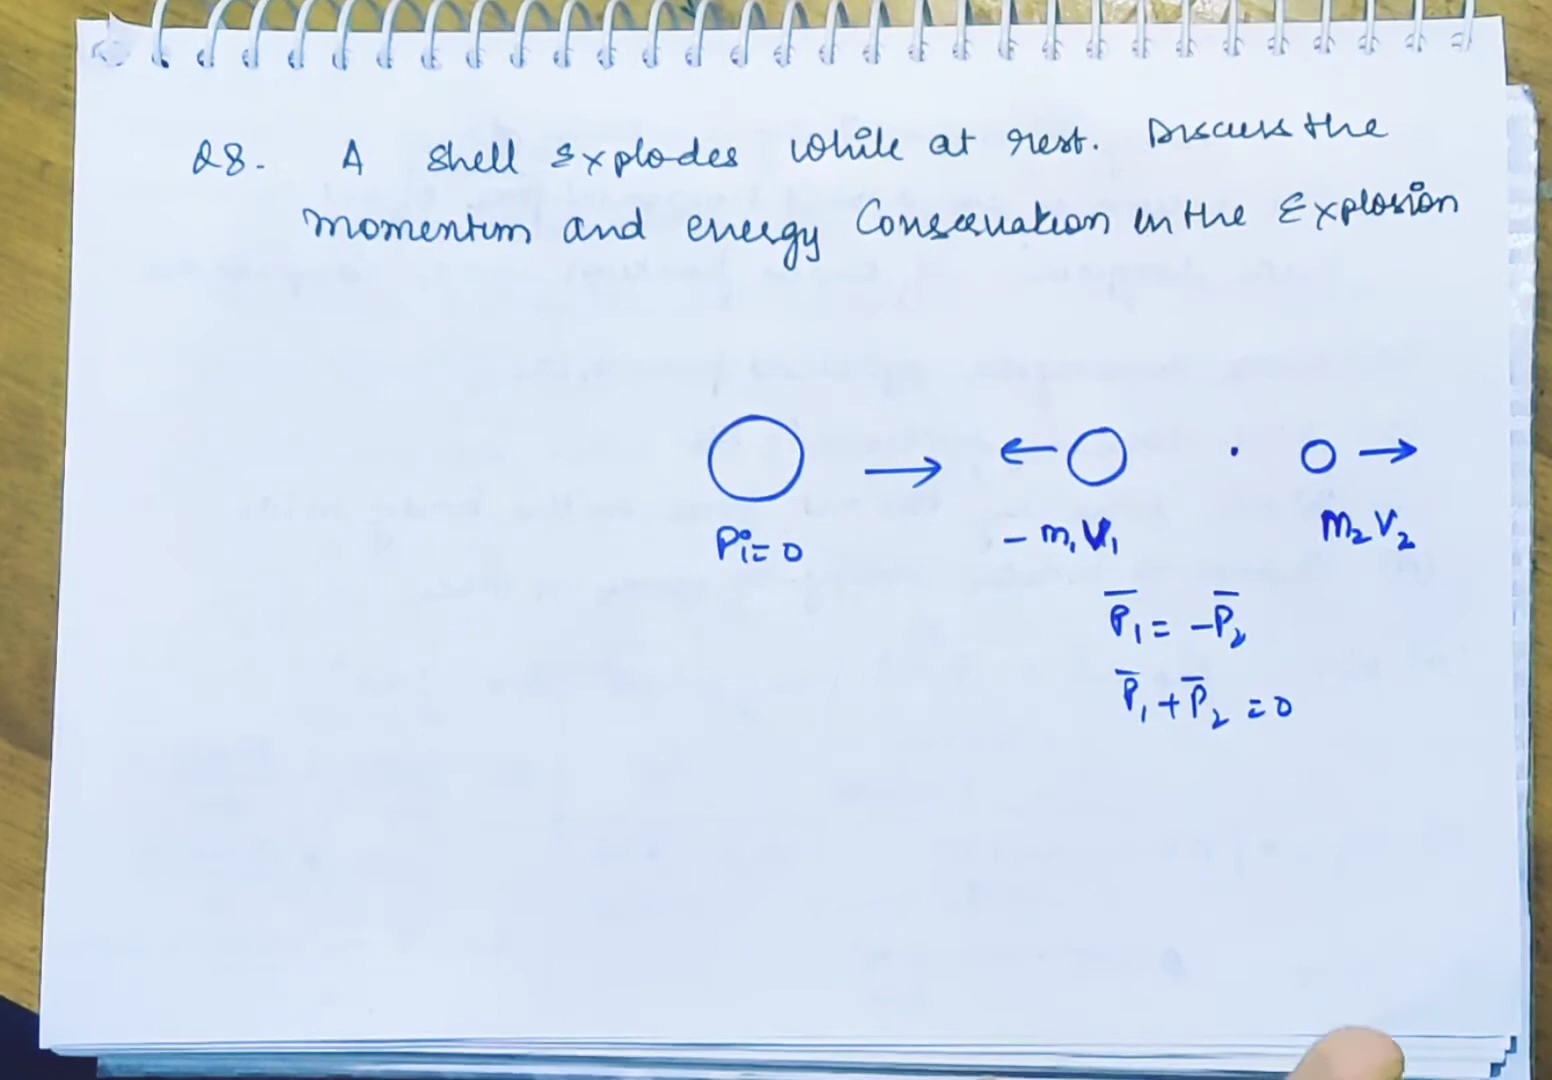 Q8. A shell explodes while at rest. Discuss the
momentum and energy Conservation in the Explosion
Pi = 0
- m₁V₁
m₂V₂
P̅₁ = -P̅₂
P̅₁ + P̅₂ = 0